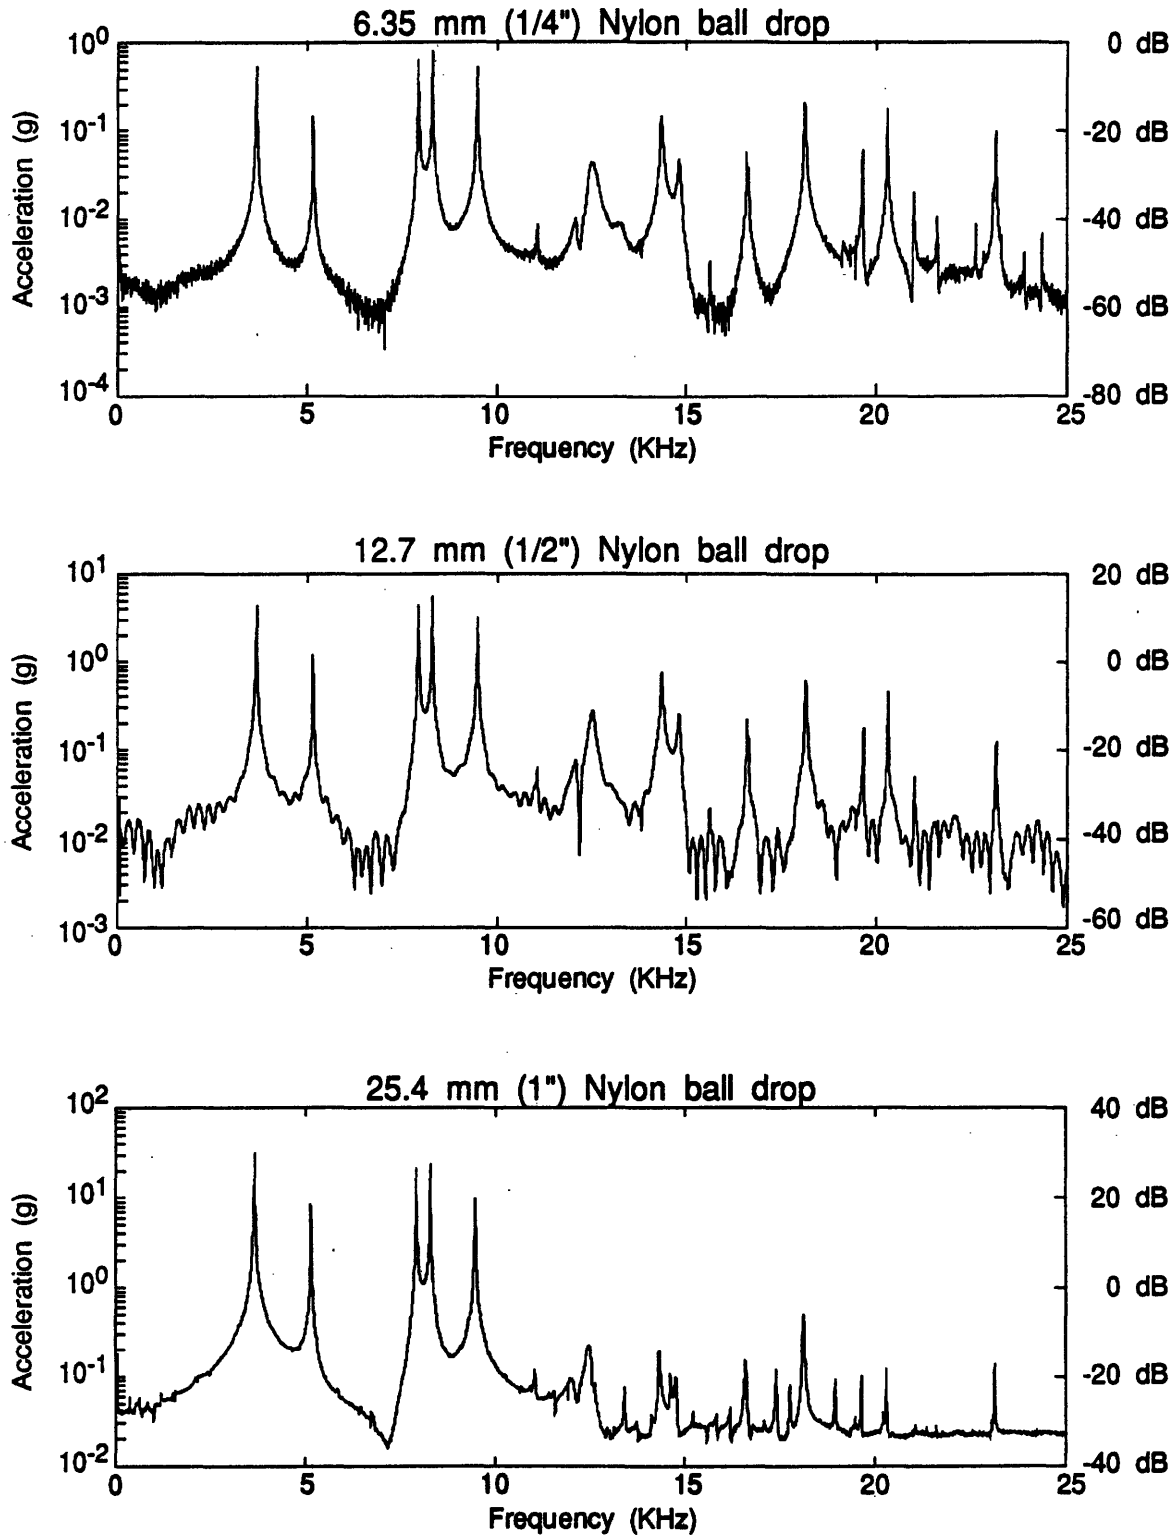 6.35 mm (1/4") Nylon ball drop
Acceleration (g)
10^0
10^-1
10^-2
10^-3
10^-4
0 dB
-20 dB
-40 dB
-60 dB
-80 dB
0 5 10 15 20 25
Frequency (KHz)
12.7 mm (1/2") Nylon ball drop
Acceleration (g)
10^1
10^0
10^-1
10^-2
10^-3
20 dB
0 dB
-20 dB
-40 dB
-60 dB
0 5 10 15 20 25
Frequency (KHz)
25.4 mm (1") Nylon ball drop
Acceleration (g)
10^2
10^1
10^0
10^-1
10^-2
40 dB
20 dB
0 dB
-20 dB
-40 dB
0 5 10 15 20 25
Frequency (KHz)